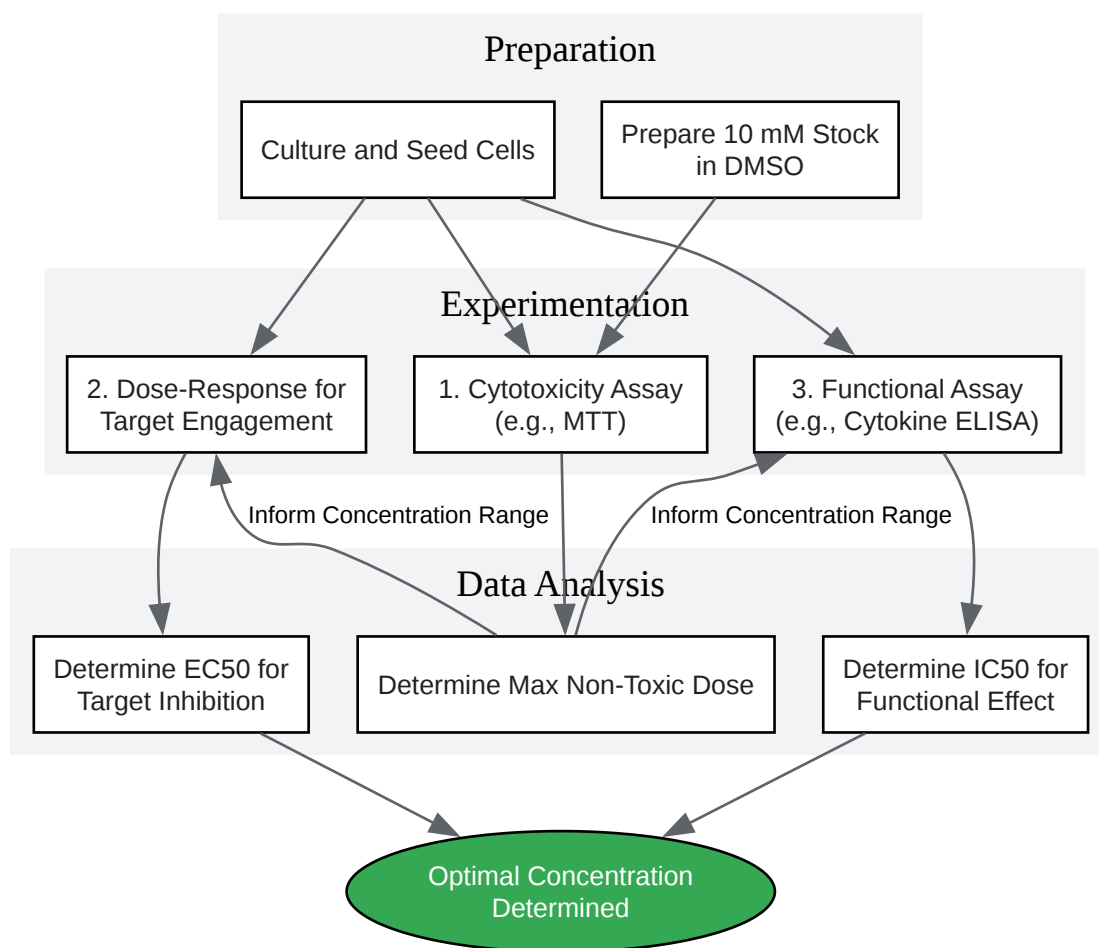 Preparation
Culture and Seed Cells
Prepare 10 mM Stock
in DMSO
Experimentation
2. Dose-Response for
Target Engagement
1. Cytotoxicity Assay
(e.g., MTT)
3. Functional Assay
(e.g., Cytokine ELISA)
Inform Concentration Range
Inform Concentration Range
Data Analysis
Determine EC50 for
Target Inhibition
Determine Max Non-Toxic Dose
Determine IC50 for
Functional Effect
Optimal Concentration
Determined